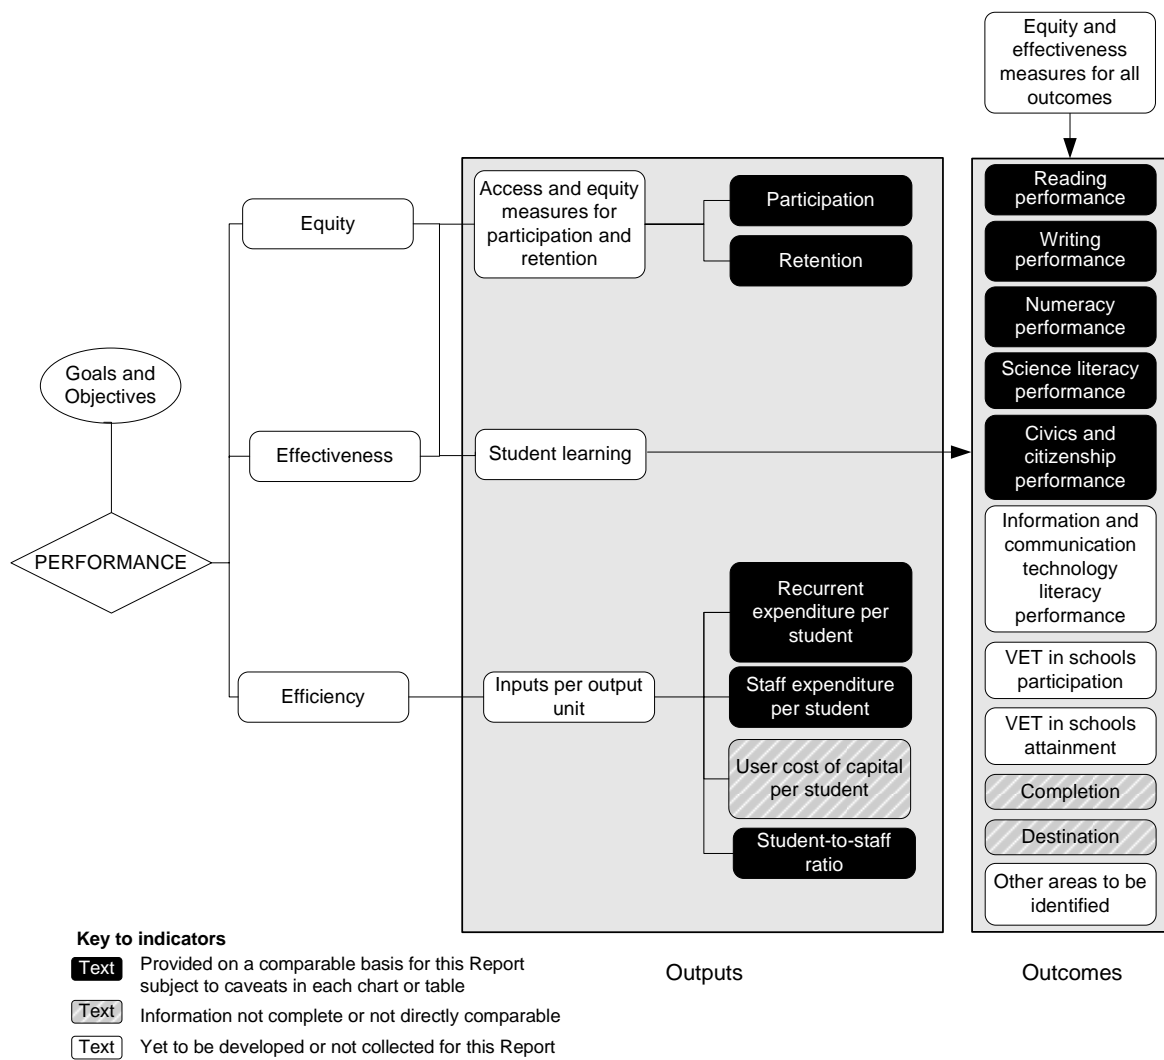 Equity and
effectiveness
measures for all
outcomes
Equity
Access and equity
measures for
participation and
retention
Participation
Retention
Reading
performance
Writing
performance
Numeracy
performance
Science literacy
performance
Civics and
citizenship
performance
Information and
communication
technology
literacy
performance
VET in schools
participation
VET in schools
attainment
Completion
Destination
Other areas to be
identified
Goals and
Objectives
Effectiveness
Student learning
PERFORMANCE
Efficiency
Inputs per output
unit
Recurrent
expenditure per
student
Staff expenditure
per student
User cost of capital
per student
Student-to-staff
ratio
Outputs
Outcomes
Key to indicators
Text Provided on a comparable basis for this Report
subject to caveats in each chart or table
Text Information not complete or not directly comparable
Text Yet to be developed or not collected for this Report